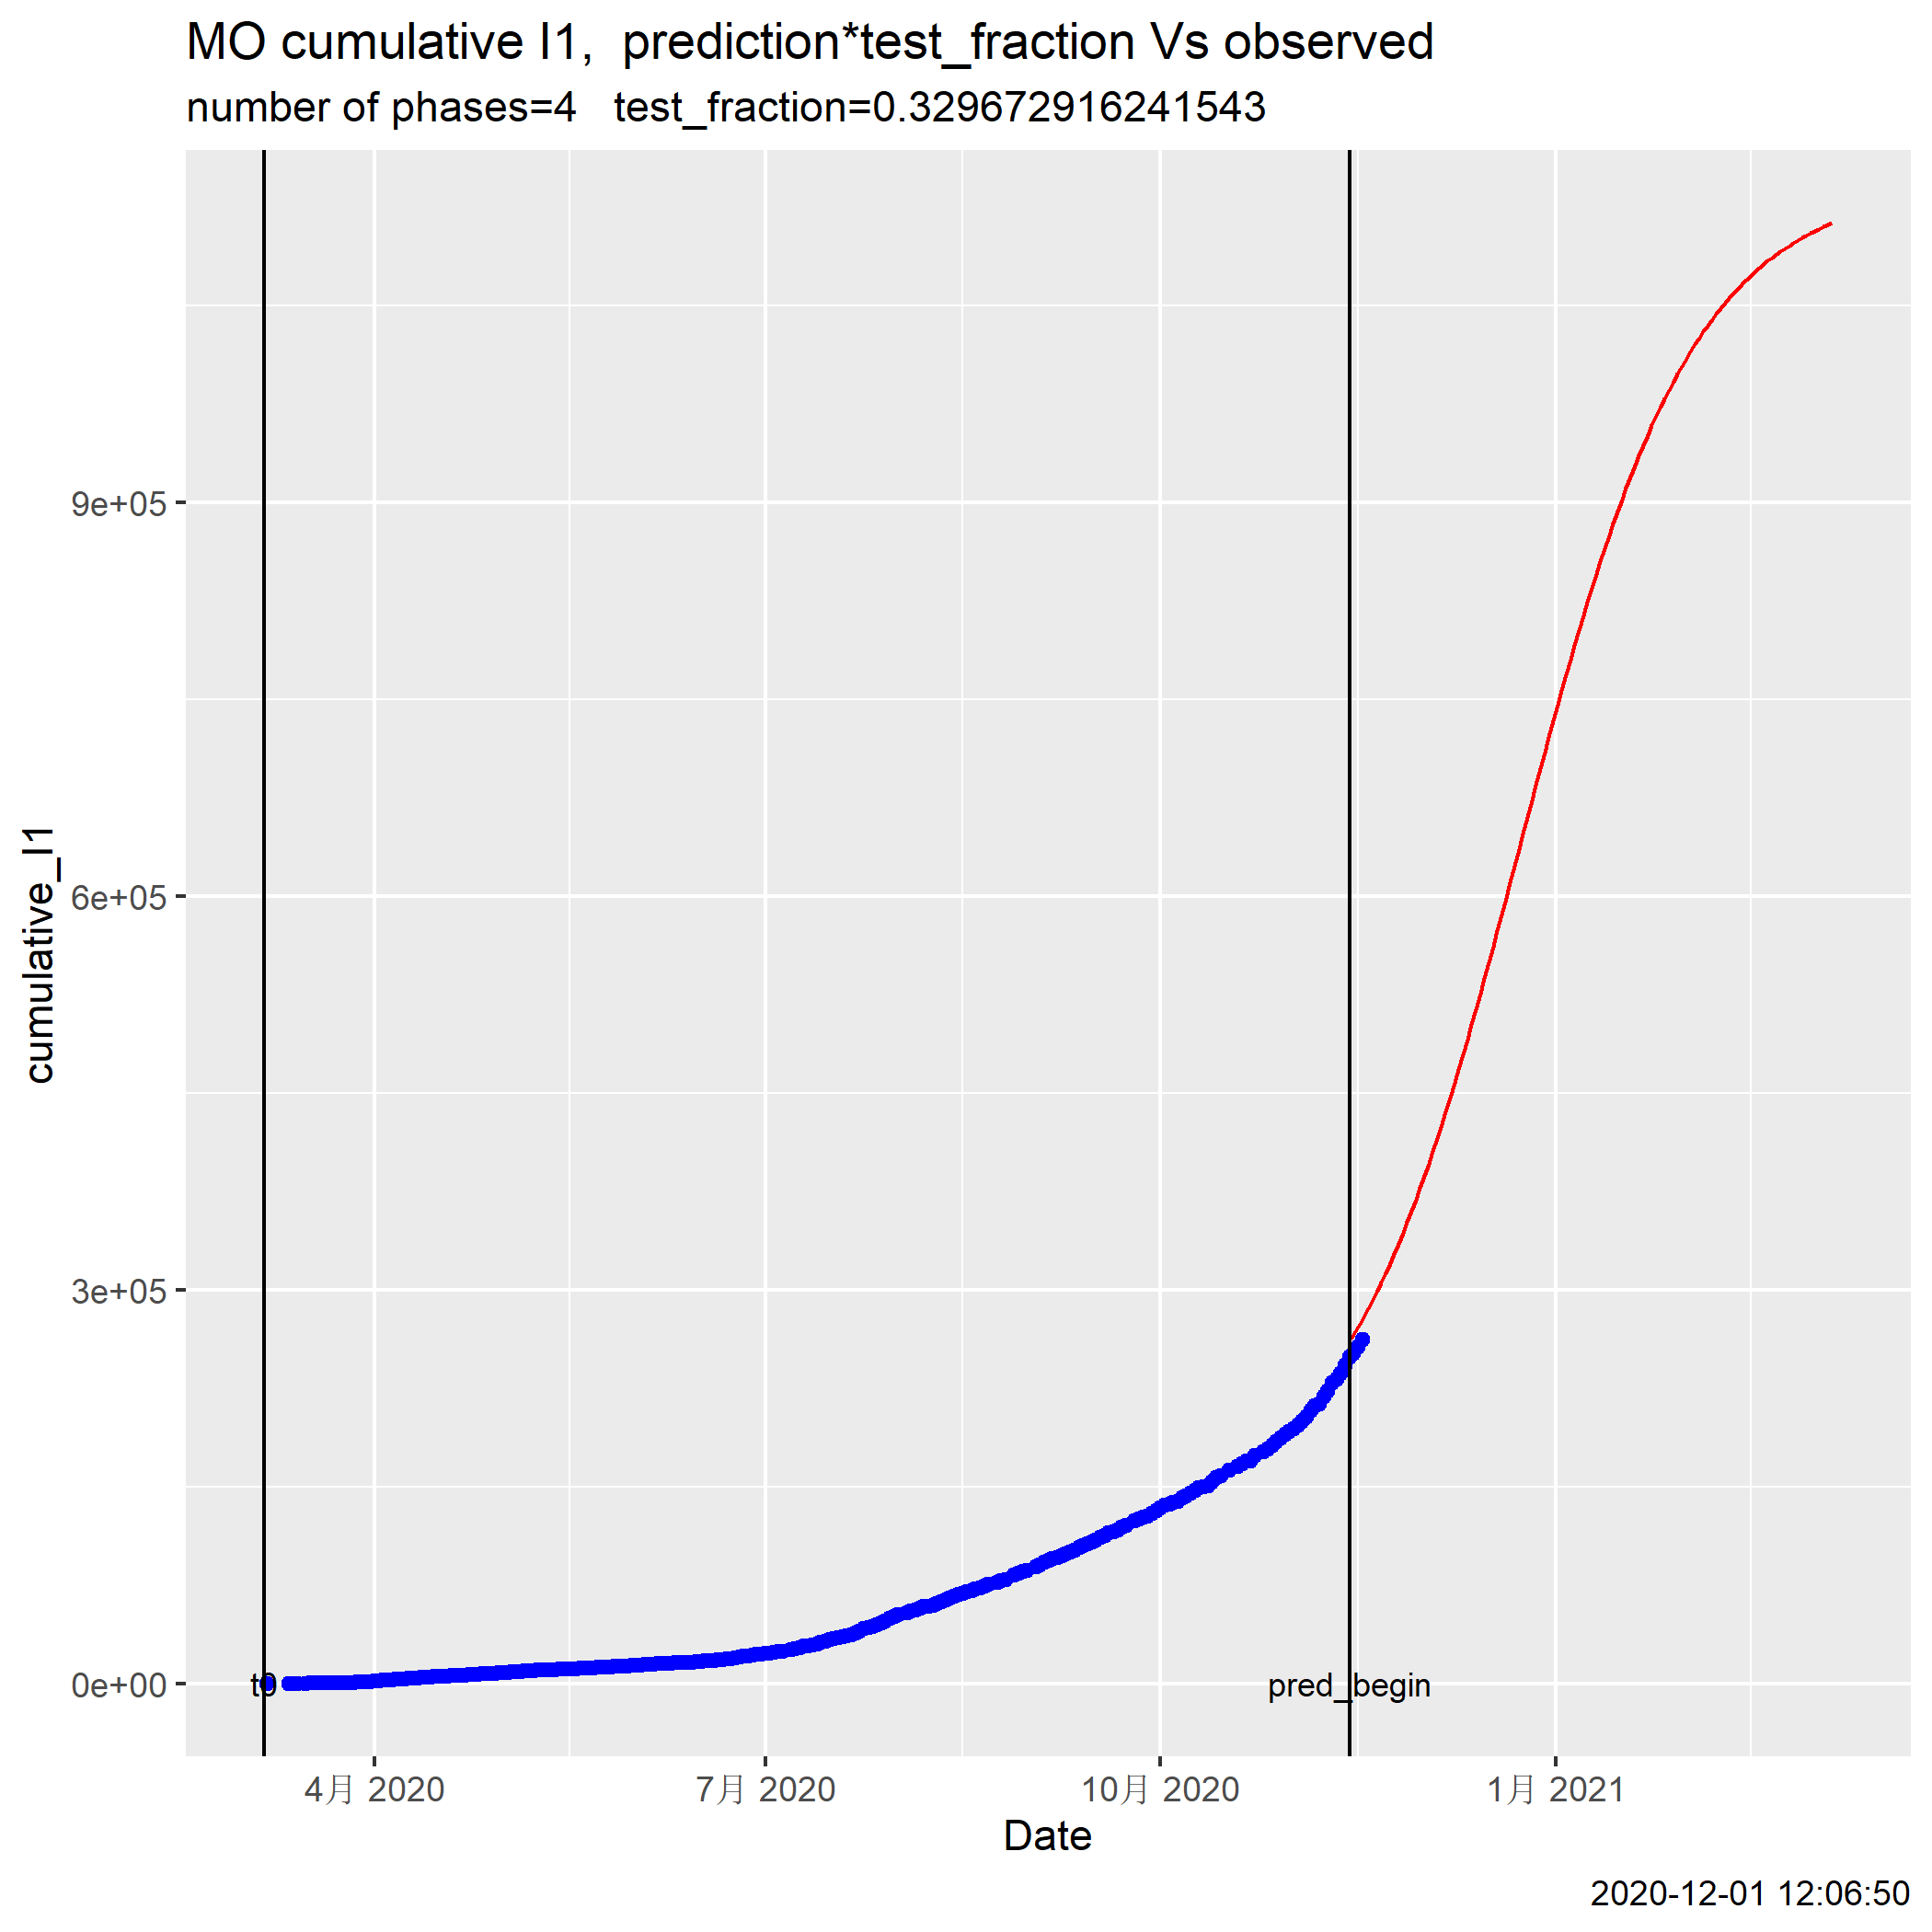 MO cumulative I1,  prediction*test_fraction Vs observed
number of phases=4   test_fraction=0.329672916241543
cumulative_I1
9e+05
6e+05
3e+05
0e+00
t0
pred_begin
4月 2020
7月 2020
10月 2020
1月 2021
Date
2020-12-01 12:06:50